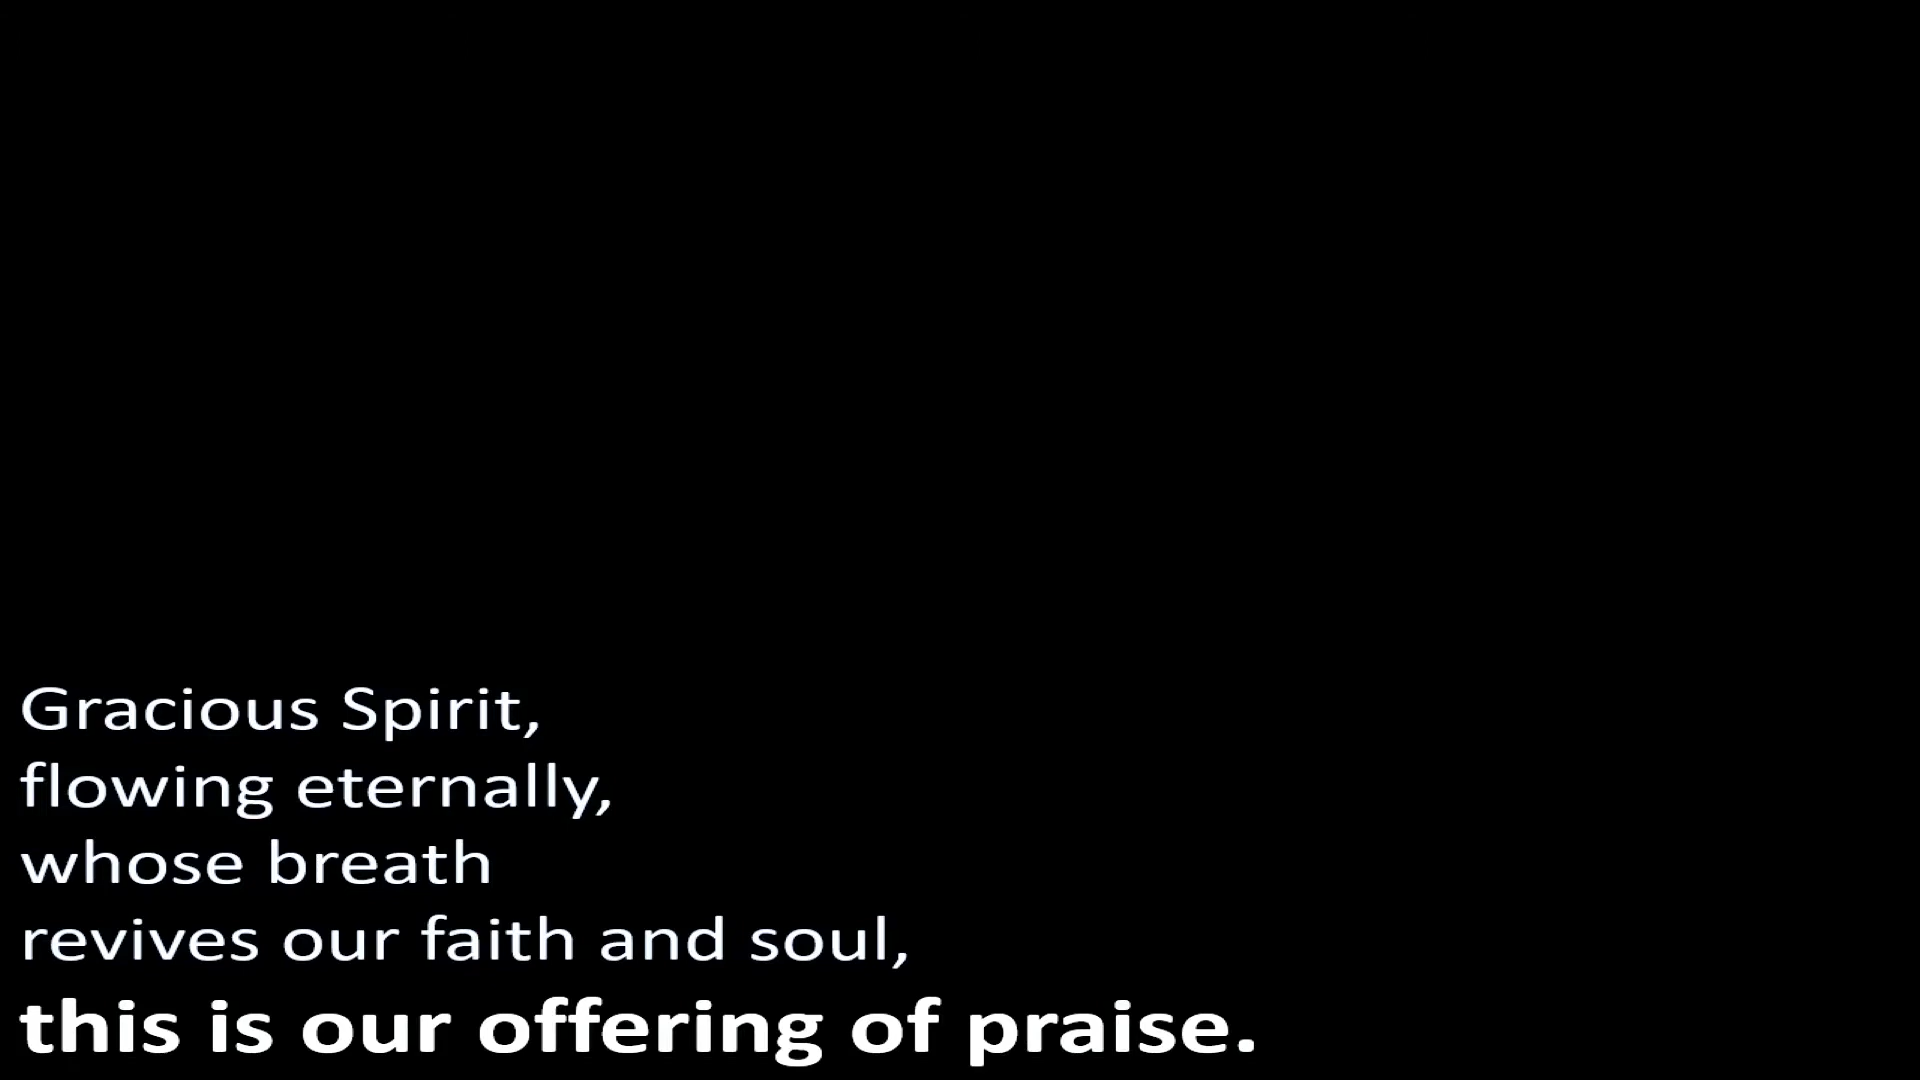 Gracious Spirit,
flowing eternally,
whose breath
revives our faith and soul,
this is our offering of praise.